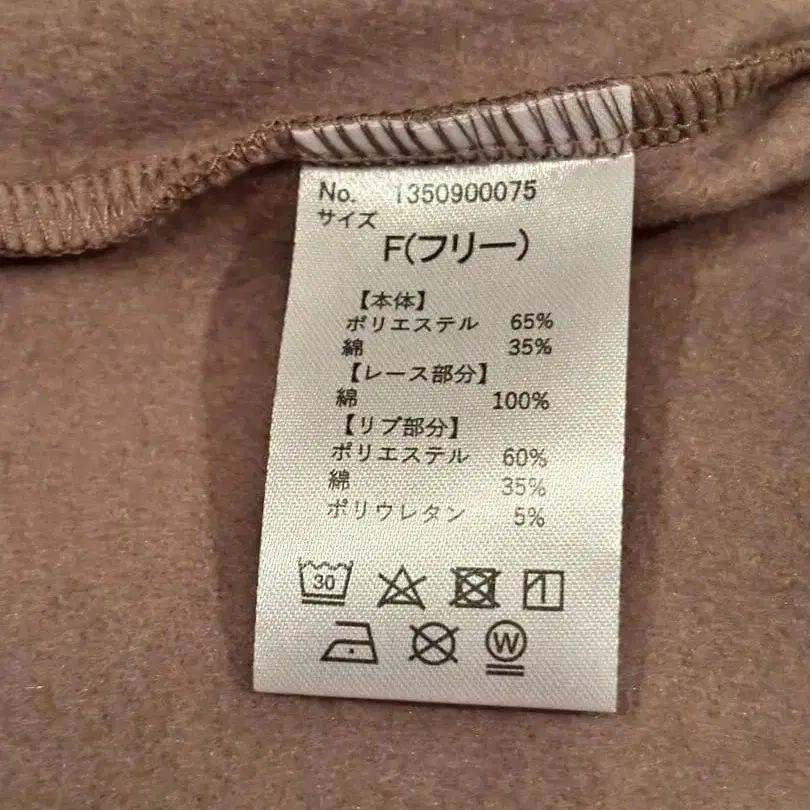 No. 1350900075
サイズ
F(フリー)
【本体】
ポリエステル 65%
綿 35%
【レース部分】
綿 100%
【リブ部分】
ポリエステル 60%
綿 35%
ポリウレタン 5%
30
W